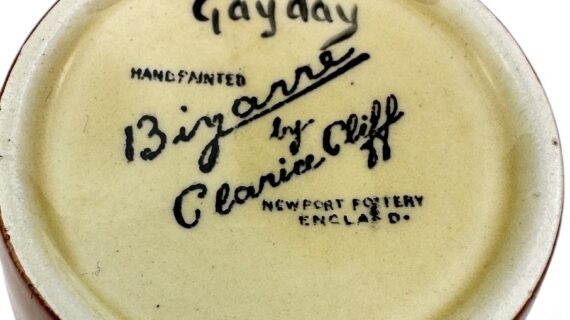 Gayday
HANDPAINTED
Bizarre
by
Clarice Cliff
NEWPORT POTTERY
ENGLAND.